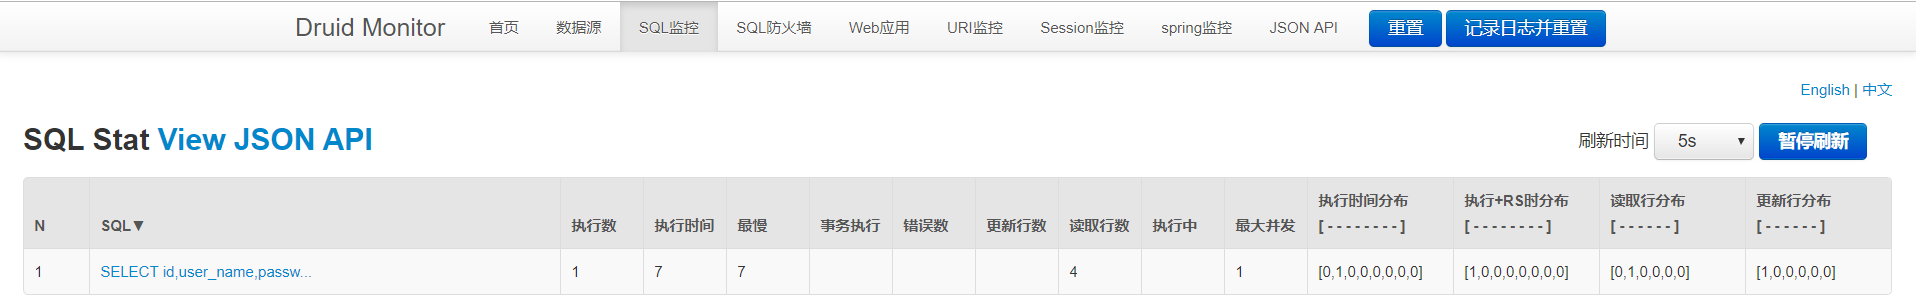 Druid Monitor 首页 数据源 SQL监控 SQL防火墙 Web应用 URI监控 Session监控 spring监控 JSON API 重置 记录日志并重置
English | 中文
SQL Stat View JSON API 刷新时间 5s 暂停刷新
N SQL▼ 执行数 执行时间 最慢 事务执行 错误数 更新行数 读取行数 执行中 最大并发 执行时间分布 [ - - - - - - - - ] 执行+RS时分布 [ - - - - - - - - ] 读取行分布 [ - - - - - - ] 更新行分布 [ - - - - - - ]
1 SELECT id,user_name,passw... 1 7 7 4 1 [0,1,0,0,0,0,0,0] [1,0,0,0,0,0,0,0] [0,1,0,0,0,0] [1,0,0,0,0,0]